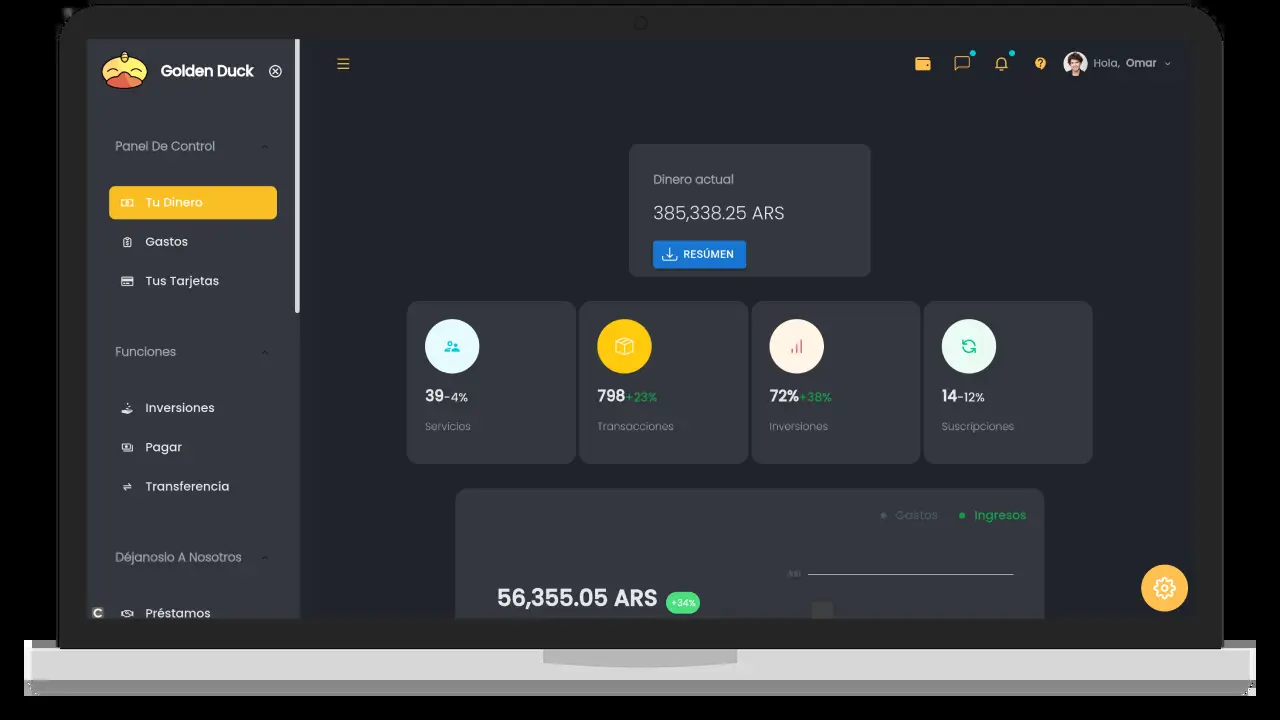 Golden Duck
Hola, Omar
Panel De Control
Tu Dinero
Gastos
Tus Tarjetas
Funciones
Inversiones
Pagar
Transferencia
Déjanoslo A Nosotros
C
Préstamos
Dinero actual
385,338.25 ARS
RESÚMEN
39-4%
Servicios
798+23%
Transacciones
72%+38%
Inversiones
14-12%
Suscripciones
Gastos
Ingresos
56,355.05 ARS
+34%